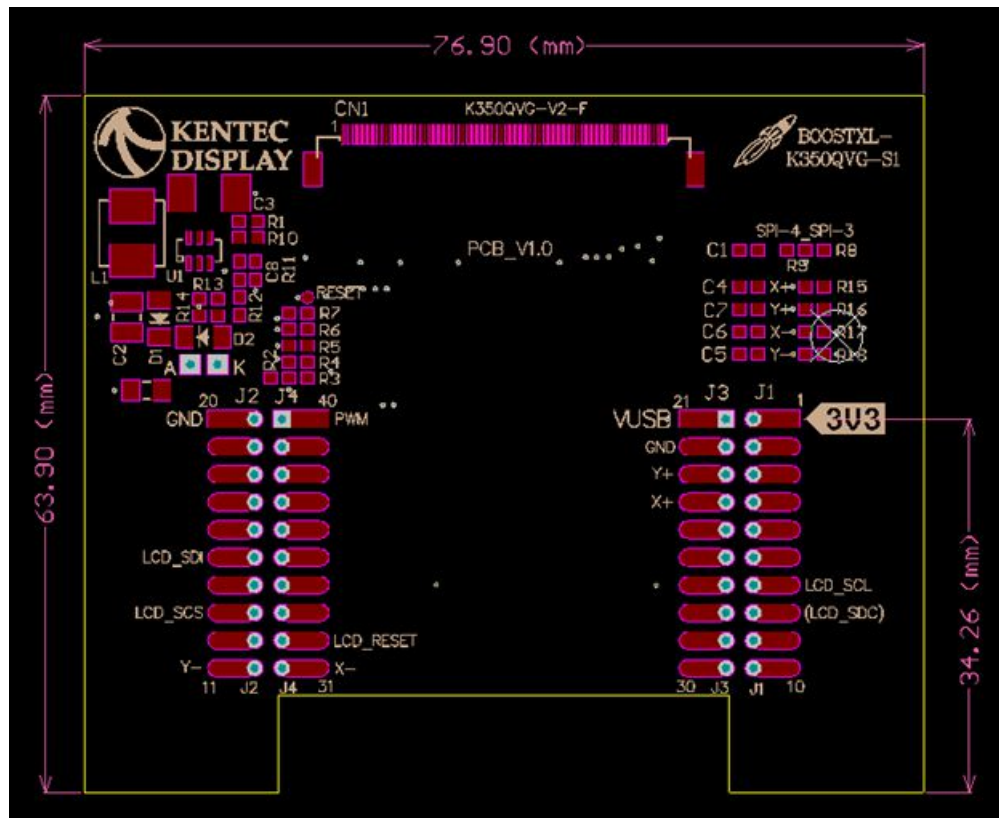 76.90 (mm)
CN1
K350QVG-V2-F
1
KENTEC
DISPLAY
BOOSTXL-
K350QVG-S1
C3
R1
R10
L1
U1
C8
R11
PCB_V1.0
SPI-4_SPI-3
C1
R8
R9
R13
R14
R12
RESET
C4 X+ R15
C7 Y+ R16
C6 X- R17
C5 Y- R18
R7
R6
R5
R4
R2
R3
C2
D1
D2
A K
63.90 (mm)
20 J2 J4 40
GND PWM
21 J3 J1 1
VUSB 3V3
GND
Y+
X+
LCD_SDI
LCD_SCL
LCD_SCS
(LCD_SDC)
LCD_RESET
Y- X-
11 J2 J4 31
30 J3 J1 10
34.26 (mm)